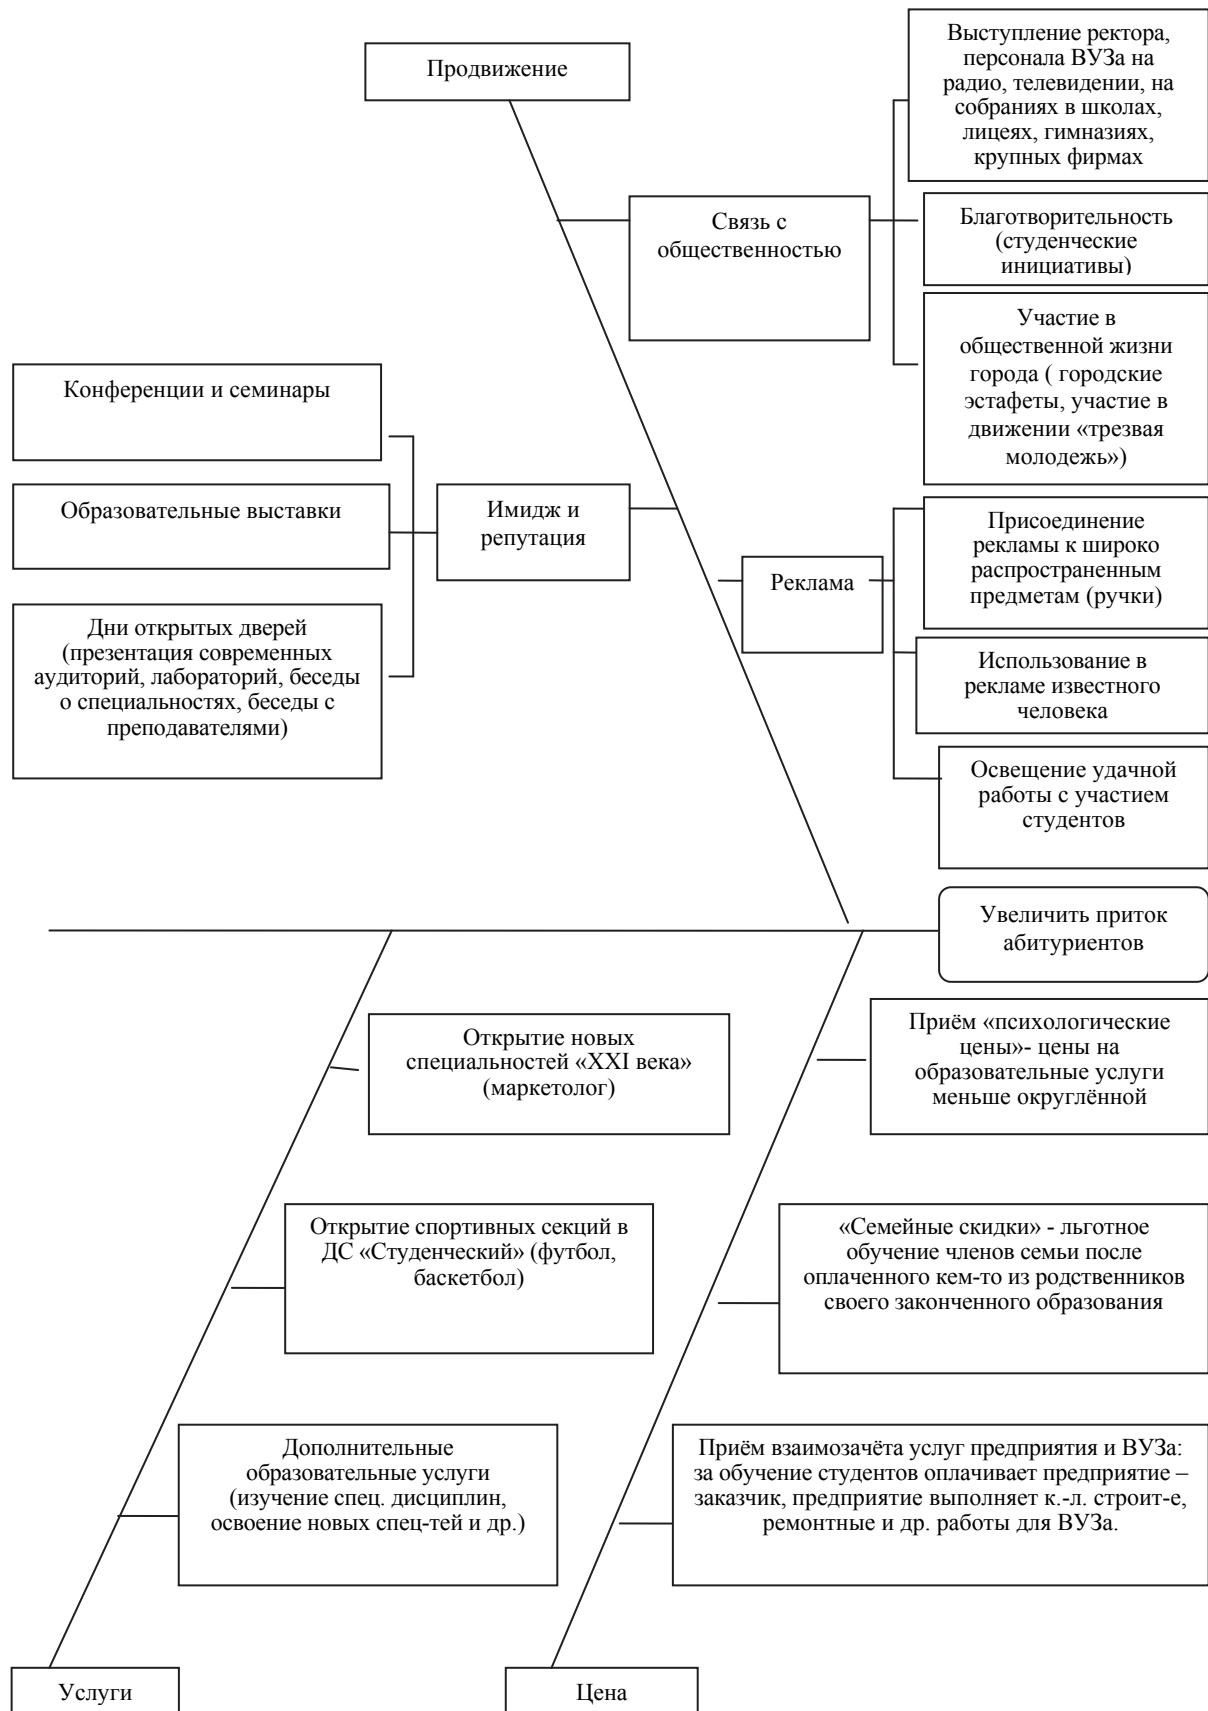 Продвижение
Выступление ректора,
персонала ВУЗа на
радио, телевидении, на
собраниях в школах,
лицеях, гимназиях,
крупных фирмах
Связь с
общественностью
Благотворительность
(студенческие
инициативы)
Участие в
общественной жизни
города ( городские
эстафеты, участие в
движении «трезвая
молодежь»)
Конференции и семинары
Образовательные выставки
Имидж и
репутация
Дни открытых дверей
(презентация современных
аудиторий, лабораторий, беседы
о специальностях, беседы с
преподавателями)
Реклама
Присоединение
рекламы к широко
распространенным
предметам (ручки)
Использование в
рекламе известного
человека
Освещение удачной
работы с участием
студентов
Увеличить приток
абитуриентов
Открытие новых
специальностей «XXI века»
(маркетолог)
Приём «психологические
цены»- цены на
образовательные услуги
меньше округлённой
Открытие спортивных секций в
ДС «Студенческий» (футбол,
баскетбол)
«Семейные скидки» - льготное
обучение членов семьи после
оплаченного кем-то из родственников
своего законченного образования
Дополнительные
образовательные услуги
(изучение спец. дисциплин,
освоение новых спец-тей и др.)
Приём взаимозачёта услуг предприятия и ВУЗа:
за обучение студентов оплачивает предприятие –
заказчик, предприятие выполняет к.-л. строит-е,
ремонтные и др. работы для ВУЗа.
Услуги
Цена